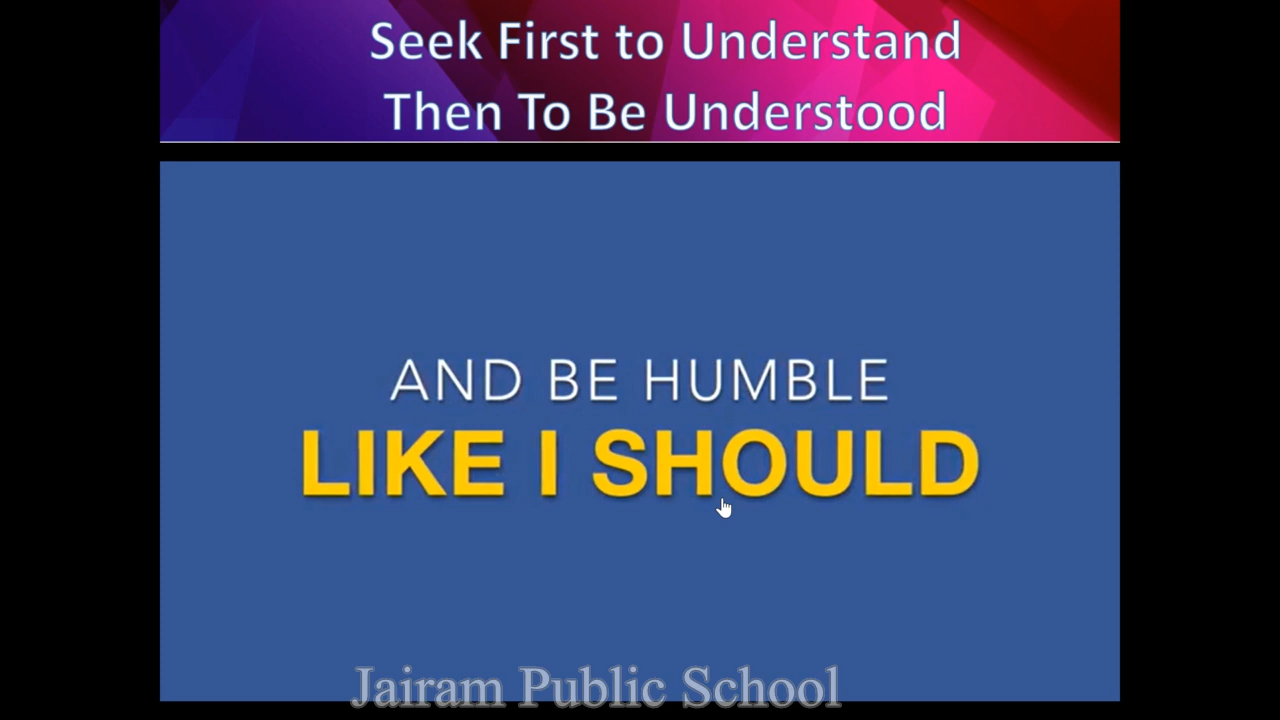 Seek First to Understand
Then To Be Understood
AND BE HUMBLE
LIKE I SHOULD
Jairam Public School